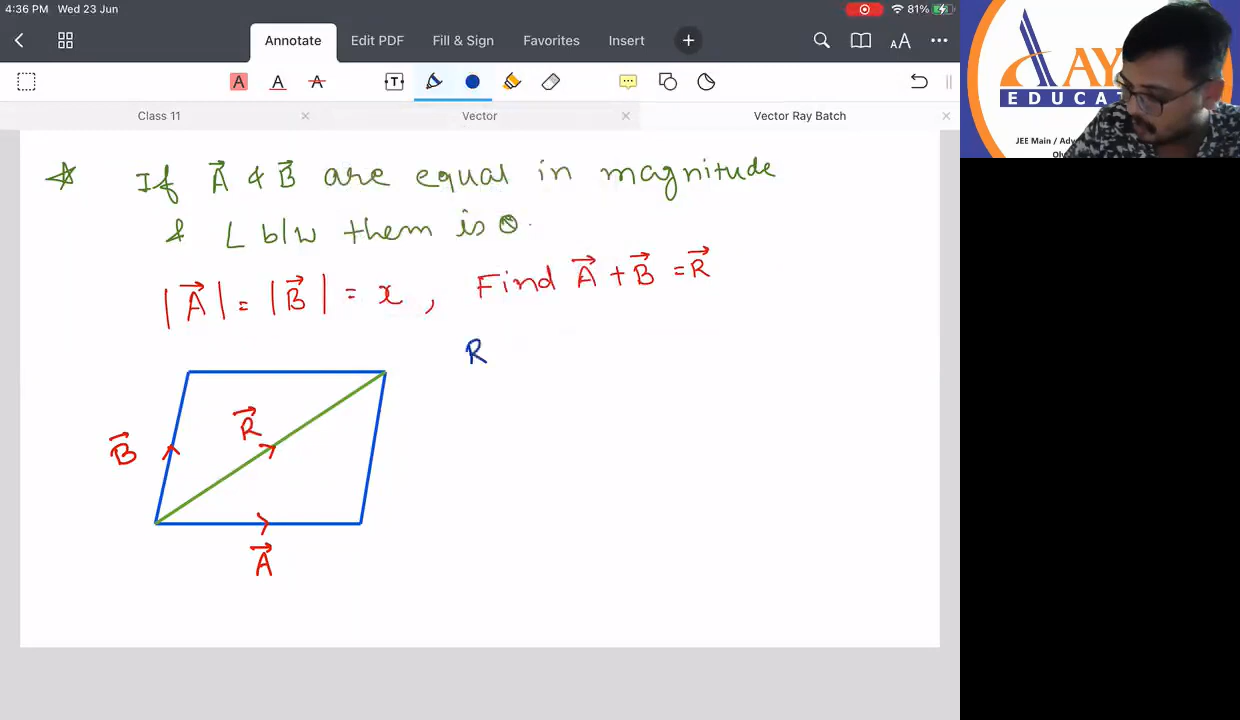 4:36 PM Wed 23 Jun
81%
Annotate
Edit PDF
Fill & Sign
Favorites
Insert
Class 11
Vector
Vector Ray Batch
If A⃗ & B⃗ are equal in magnitude
& ∠ b/w them is θ.
|A⃗| = |B⃗| = x, Find A⃗ + B⃗ = R⃗
R
B⃗
R⃗
A⃗
AY
EDUCAT
JEE Main / Adv